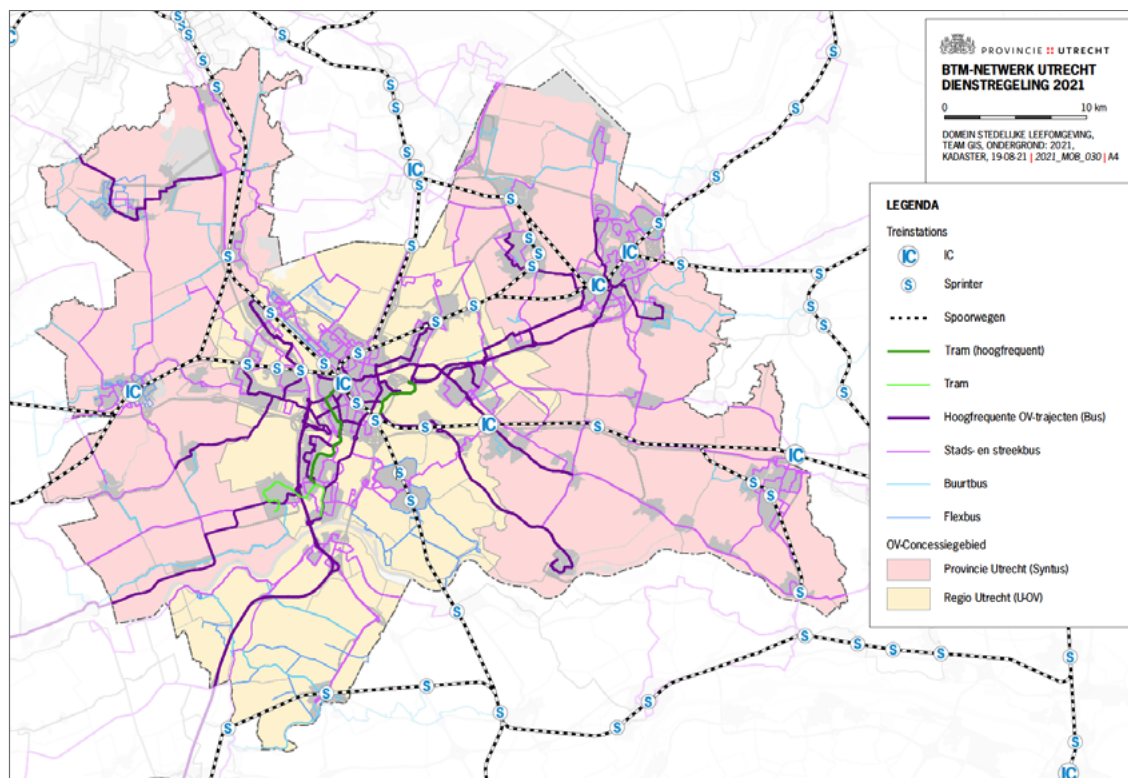 PROVINCIE :: UTRECHT
BTM-NETWERK UTRECHT
DIENSTREGELING 2021
0 10 km
DOMEIN STEDELIJKE LEEFOMGEVING,
TEAM GIS, ONDERGROND: 2021,
KADASTER, 19-08-21 | 2021_MOB_030 | A4
LEGENDA
Treinstations
IC IC
S Sprinter
Spoorwegen
Tram (hoogfrequent)
Tram
Hoogfrequente OV-trajecten (Bus)
Stads- en streekbus
Buurtbus
Flexbus
OV-Concessiegebied
Provincie Utrecht (Syntus)
Regio Utrecht (U-OV)